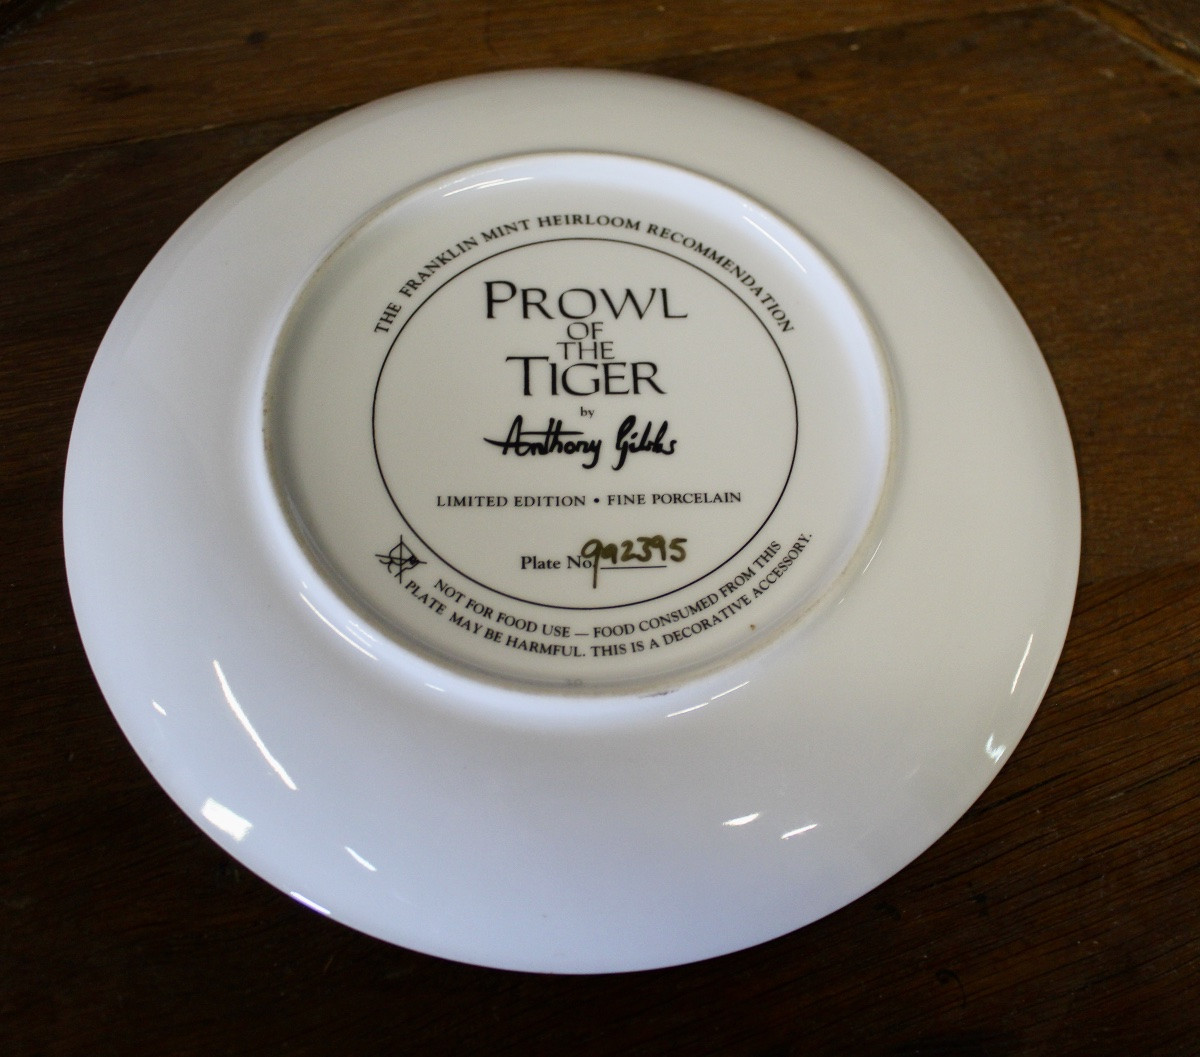 THE FRANKLIN MINT HEIRLOOM RECOMMENDATION
PROWL
OF
THE
TIGER
by
Anthony Gibbs
LIMITED EDITION • FINE PORCELAIN
Plate No.
NOT FOR FOOD USE — FOOD CONSUMED FROM THIS
PLATE MAY BE HARMFUL. THIS IS A DECORATIVE ACCESSORY.